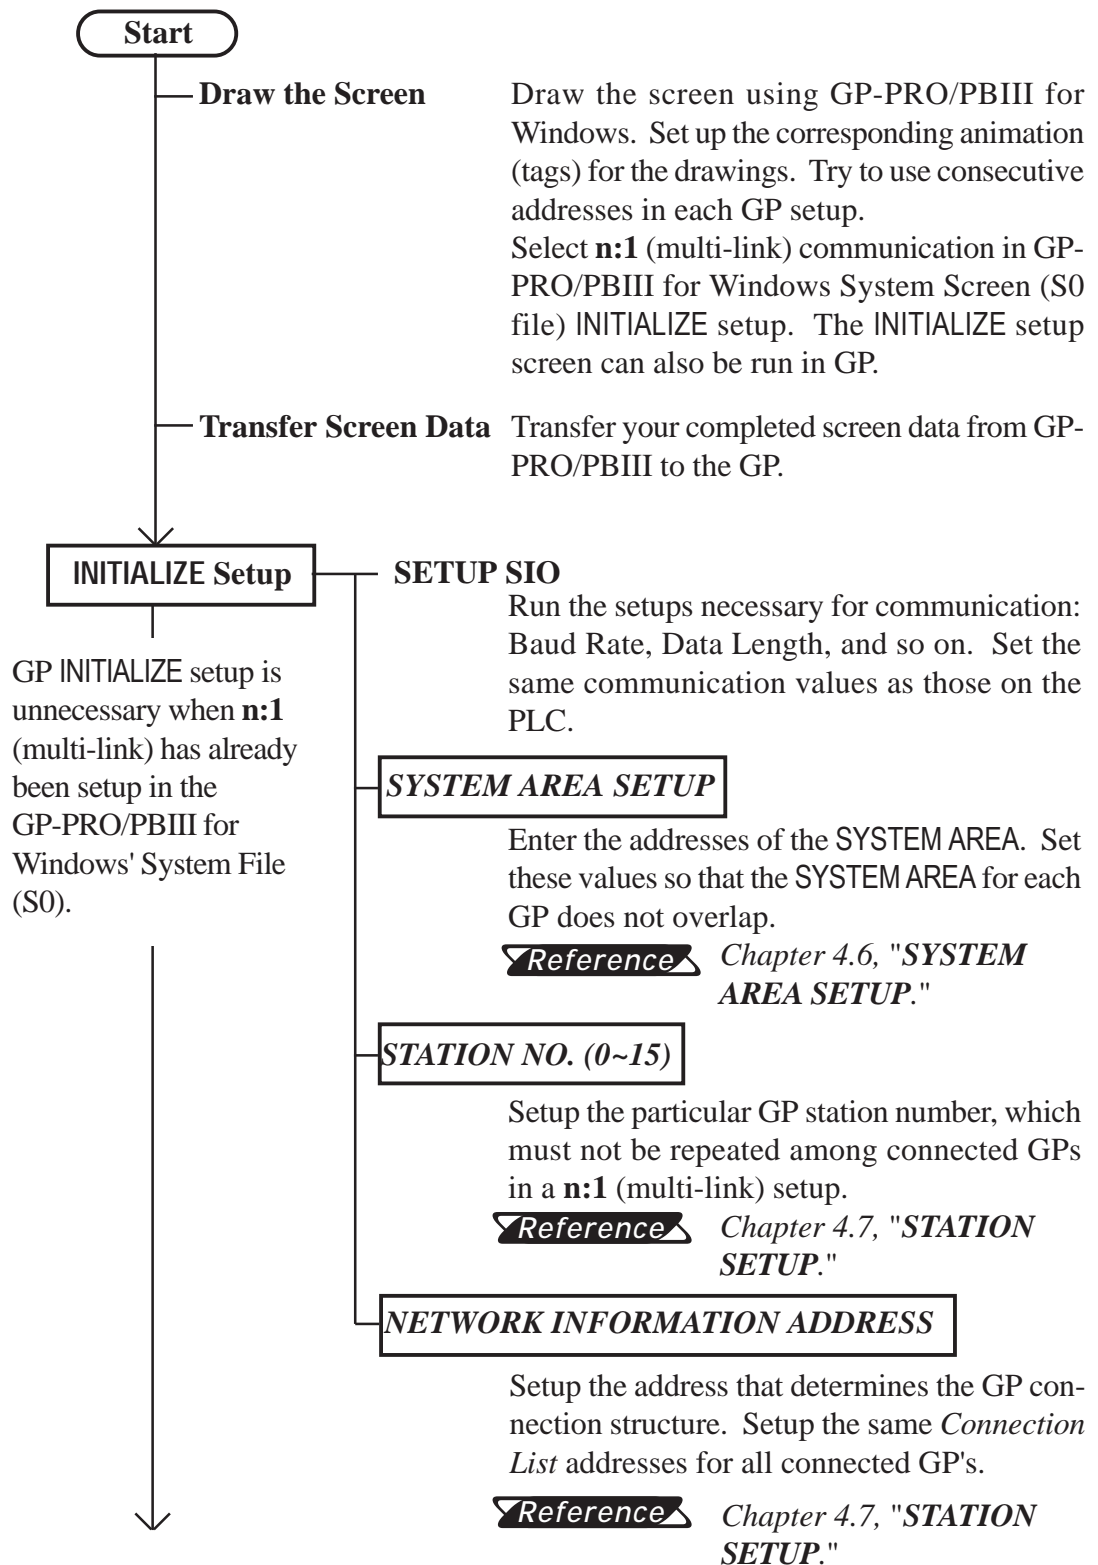 Start
Draw the Screen
Draw the screen using GP-PRO/PBIII for
Windows. Set up the corresponding animation
(tags) for the drawings. Try to use consecutive
addresses in each GP setup.
Select n:1 (multi-link) communication in GP-
PRO/PBIII for Windows System Screen (S0
file) INITIALIZE setup. The INITIALIZE setup
screen can also be run in GP.
Transfer Screen Data
Transfer your completed screen data from GP-
PRO/PBIII to the GP.
INITIALIZE Setup
GP INITIALIZE setup is
unnecessary when n:1
(multi-link) has already
been setup in the
GP-PRO/PBIII for
Windows' System File
(S0).
SETUP SIO
Run the setups necessary for communication:
Baud Rate, Data Length, and so on. Set the
same communication values as those on the
PLC.
SYSTEM AREA SETUP
Enter the addresses of the SYSTEM AREA. Set
these values so that the SYSTEM AREA for each
GP does not overlap.
Reference Chapter 4.6, "SYSTEM
AREA SETUP."
STATION NO. (0~15)
Setup the particular GP station number, which
must not be repeated among connected GPs
in a n:1 (multi-link) setup.
Reference Chapter 4.7, "STATION
SETUP."
NETWORK INFORMATION ADDRESS
Setup the address that determines the GP con-
nection structure. Setup the same Connection
List addresses for all connected GP's.
Reference Chapter 4.7, "STATION
SETUP."